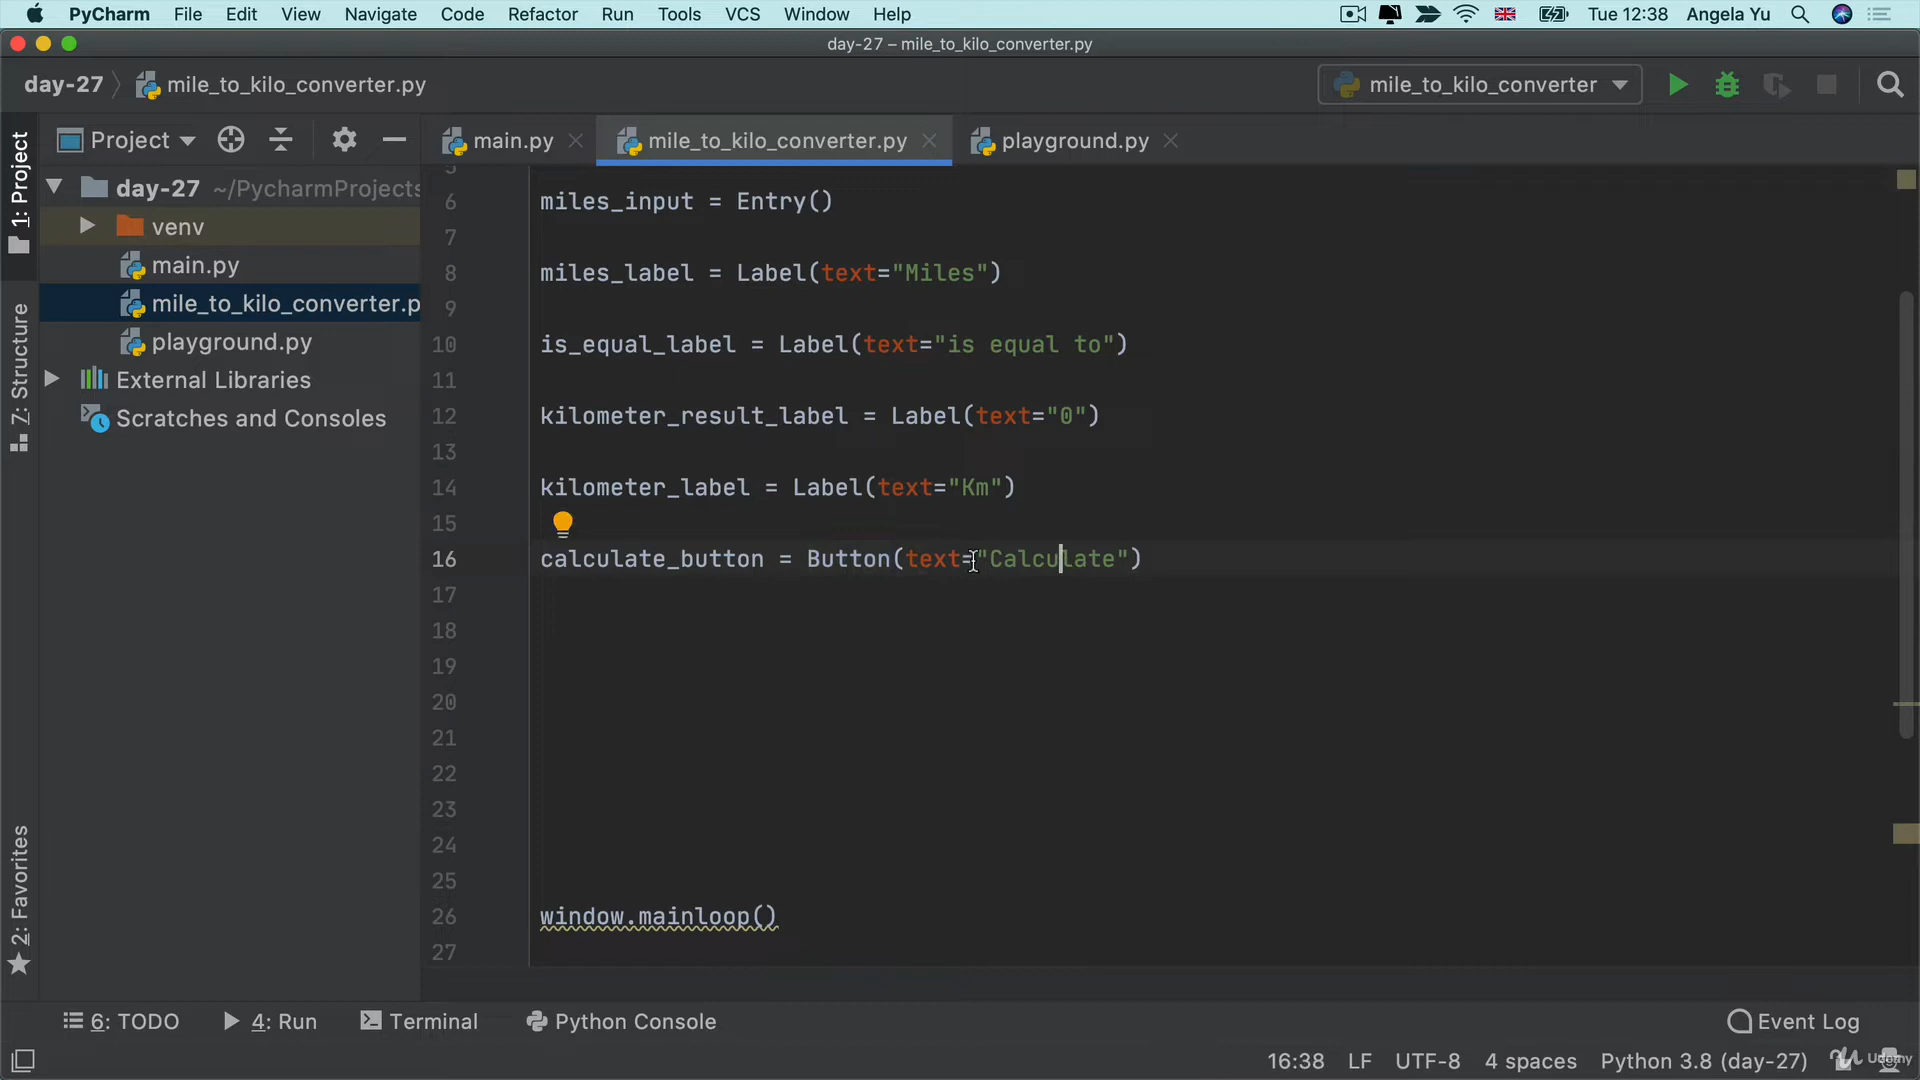 PyCharm File Edit View Navigate Code Refactor Run Tools VCS Window Help Tue 12:38 Angela Yu
day-27 – mile_to_kilo_converter.py
day-27 mile_to_kilo_converter.py mile_to_kilo_converter
Project main.py mile_to_kilo_converter.py playground.py
1: Project
7: Structure
2: Favorites
day-27 ~/PycharmProjects
venv
main.py
mile_to_kilo_converter.p
playground.py
External Libraries
Scratches and Consoles
5
6 miles_input = Entry()
7
8 miles_label = Label(text="Miles")
9
10 is_equal_label = Label(text="is equal to")
11
12 kilometer_result_label = Label(text="0")
13
14 kilometer_label = Label(text="Km")
15
16 calculate_button = Button(text="Calculate")
17
18
19
20
21
22
23
24
25
26 window.mainloop()
27
6: TODO 4: Run Terminal Python Console Event Log
16:38 LF UTF-8 4 spaces Python 3.8 (day-27) Udemy